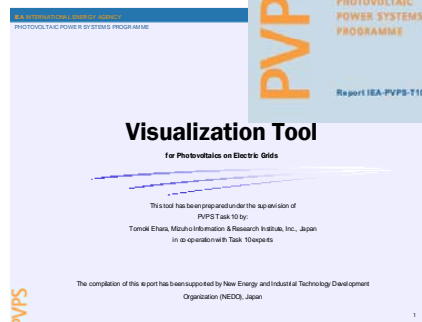 IEA INTERNATIONAL ENERGY AGENCY
PHOTOVOLTAIC POWER SYSTEMS PROGRAMME
PVP
PHOTOVOLTAIC
POWER SYSTEMS
PROGRAMME
Report IEA-PVPS-T10
Visualization Tool
for Photovoltaics on Electric Grids
This tool has been prepared under the supervision of
PVPS Task 10 by:
Tomoki Ehara, Mizuho Information & Research Institute, Inc., Japan
in co-operation with Task 10 experts
The compilation of this report has been supported by New Energy and Industrial Technology Development
Organization (NEDO), Japan
PVPS
1